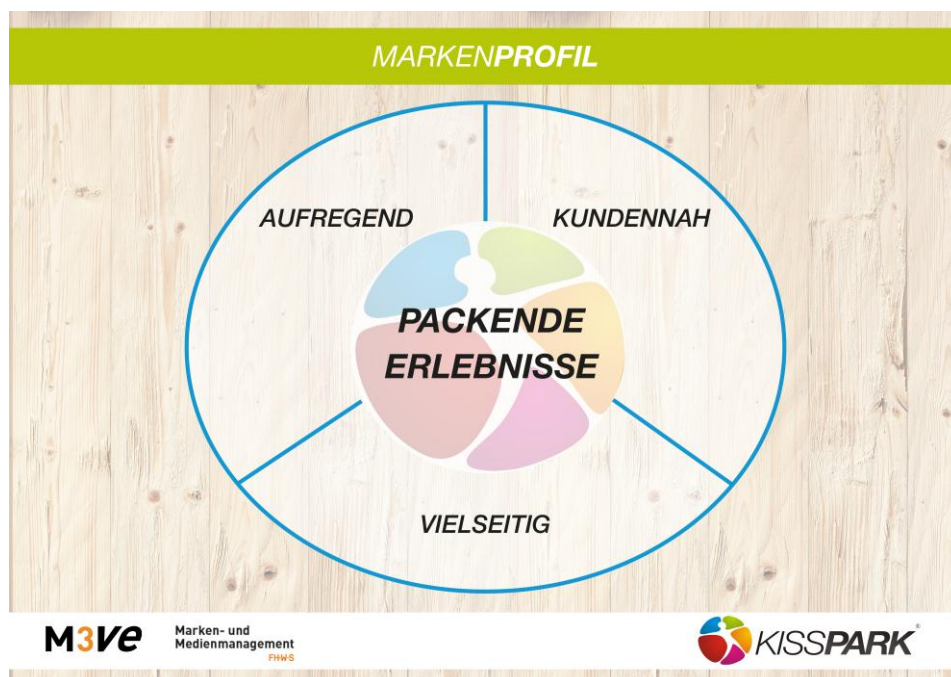 MARKENPROFIL
AUFREGEND
KUNDENNAH
PACKENDE
ERLEBNISSE
VIELSEITIG
M3VE
Marken- und
Medienmanagement
FHWS
KISSPARK®